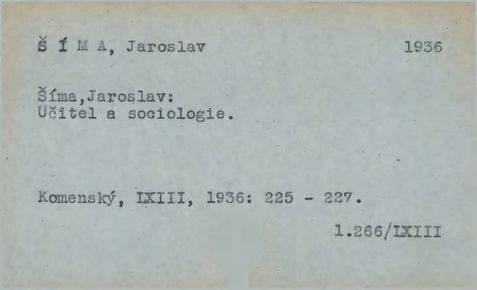 Š Í M A, Jaroslav 1936
Šíma,Jaroslav:
Učitel a sociologie.
Komenský, LXIII, 1936: 225 - 227.
1.266/LXIII